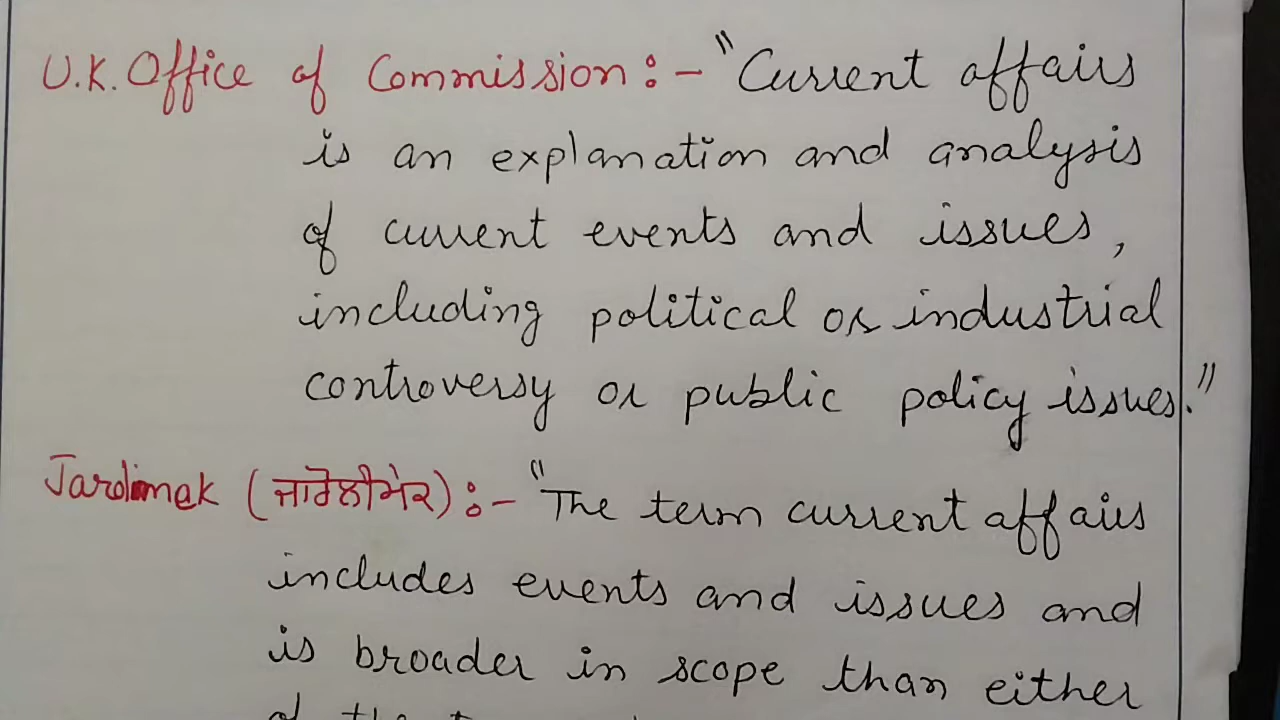 U.K. Office of Commission :- "Current affairs
is an explanation and analysis
of current events and issues,
including political or industrial
controversy or public policy issues."
Jarolimek (ਜਾਰੋਲੀਮੇਕ) :- "The term current affairs
includes events and issues and
is broader in scope than either
of the